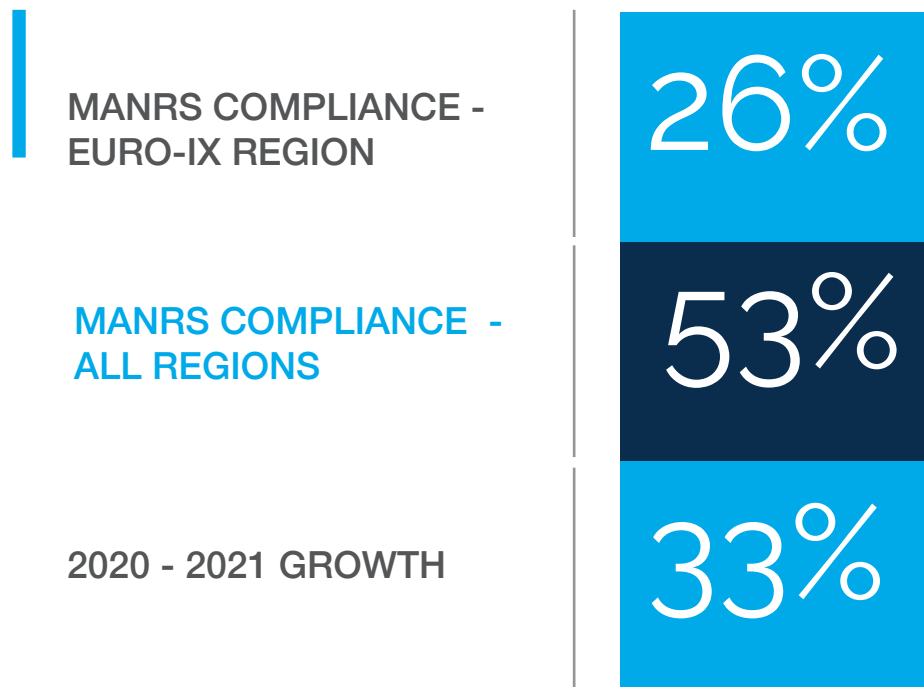 MANRS COMPLIANCE -
EURO-IX REGION
26%
MANRS COMPLIANCE -
ALL REGIONS
53%
2020 - 2021 GROWTH
33%